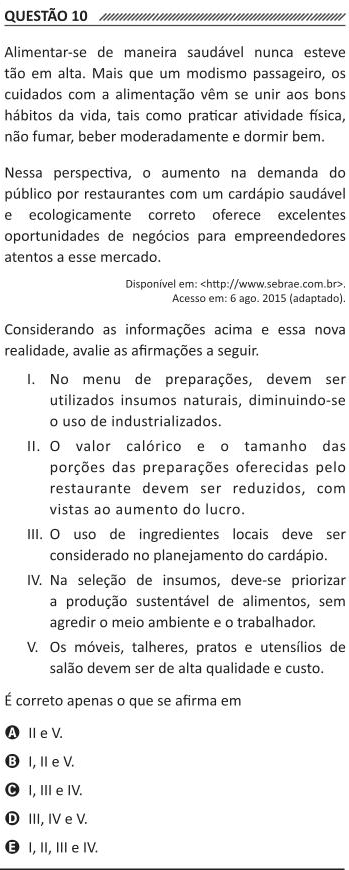 QUESTÃO 10
Alimentar-se de maneira saudável nunca esteve
tão em alta. Mais que um modismo passageiro, os
cuidados com a alimentação vêm se unir aos bons
hábitos da vida, tais como praticar atividade física,
não fumar, beber moderadamente e dormir bem.
Nessa perspectiva, o aumento na demanda do
público por restaurantes com um cardápio saudável
e ecologicamente correto oferece excelentes
oportunidades de negócios para empreendedores
atentos a esse mercado.
Disponível em: <http://www.sebrae.com.br>.
Acesso em: 6 ago. 2015 (adaptado).
Considerando as informações acima e essa nova
realidade, avalie as afirmações a seguir.
I. No menu de preparações, devem ser
utilizados insumos naturais, diminuindo-se
o uso de industrializados.
II. O valor calórico e o tamanho das
porções das preparações oferecidas pelo
restaurante devem ser reduzidos, com
vistas ao aumento do lucro.
III. O uso de ingredientes locais deve ser
considerado no planejamento do cardápio.
IV. Na seleção de insumos, deve-se priorizar
a produção sustentável de alimentos, sem
agredir o meio ambiente e o trabalhador.
V. Os móveis, talheres, pratos e utensílios de
salão devem ser de alta qualidade e custo.
É correto apenas o que se afirma em
A II e V.
B I, II e V.
C I, III e IV.
D III, IV e V.
E I, II, III e IV.